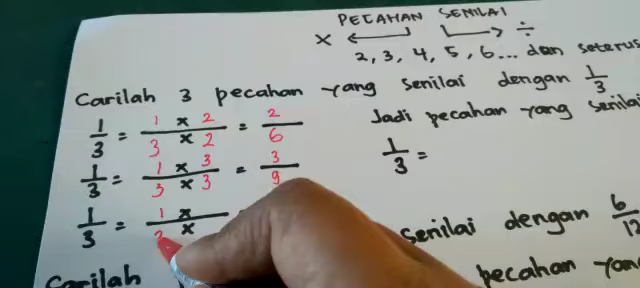 PECAHAN SENILAI
× ← → ÷
2, 3, 4, 5, 6 ... dan seterus
Carilah 3 pecahan yang senilai dengan 1/3
1/3 = 1 × 2 / 3 × 2 = 2/6
Jadi pecahan yang senilai
1/3 = 1 × 3 / 3 × 3 = 3/9
1/3 =
1/3 = 1 × / 3 ×
senilai dengan 6/12
Carilah
pecahan yang